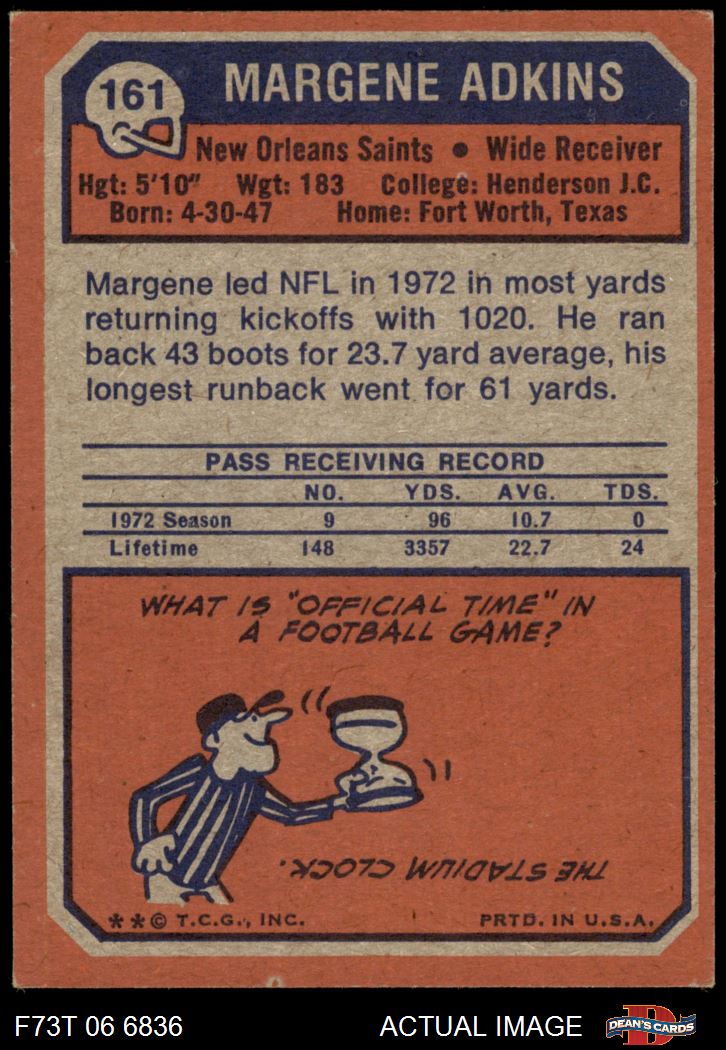 161
MARGENE ADKINS
New Orleans Saints • Wide Receiver
Hgt: 5'10" Wgt: 183 College: Henderson J.C.
Born: 4-30-47 Home: Fort Worth, Texas
Margene led NFL in 1972 in most yards
returning kickoffs with 1020. He ran
back 43 boots for 23.7 yard average, his
longest runback went for 61 yards.
PASS RECEIVING RECORD
NO. YDS. AVG. TDS.
1972 Season 9 96 10.7 0
Lifetime 148 3357 22.7 24
WHAT IS "OFFICIAL TIME" IN
A FOOTBALL GAME?
THE STADIUM CLOCK.
**© T.C.G., INC. PRTD. IN U.S.A.
F73T 06 6836 ACTUAL IMAGE D DEAN'S CARDS